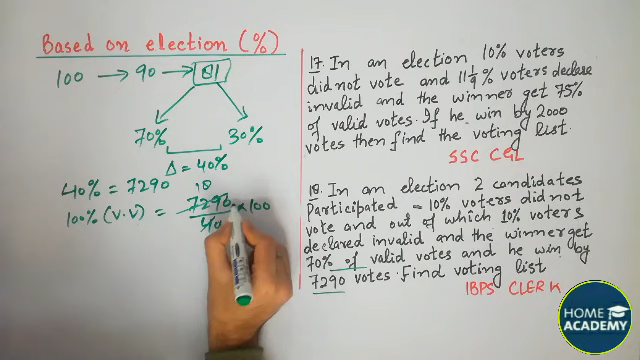 Based on election (%)
100 → 90 → 81
70% 30%
Δ = 40%
40% = 7290
100% (V.V) = 7290/40 × 100
17. In an election 10% voters
did not vote and 11 1/9 % voters declare
invalid and the winner get 75%
of valid votes. If he win by 2000
votes then find the voting list.
SSC CGL
18. In an election 2 candidates
Participated = 10% voters did not
vote and out of which 10% voters
declared invalid and the winner get
70% of valid votes and he win by
7290 votes. Find voting list
IBPS CLERK
HOME
ACADEMY